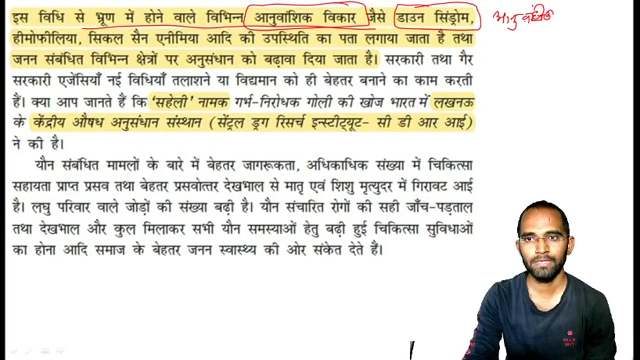 इस विधि से भ्रूण में होने वाले विभिन्न आनुवांशिक विकार जैसे डाउन सिंड्रोम,
हीमोफीलिया, सिकल सैन एनीमिया आदि की उपस्थिति का पता लगाया जाता है तथा
जनन संबंधित विभिन्न क्षेत्रों पर अनुसंधान को बढ़ावा दिया जाता है। सरकारी तथा गैर
सरकारी एजेंसियाँ नई विधियाँ तलाशने या विद्यमान को ही बेहतर बनाने का काम करती
हैं। क्या आप जानते हैं कि 'सहेली' नामक गर्भ-निरोधक गोली की खोज भारत में लखनऊ
के केंद्रीय औषध अनुसंधान संस्थान (सेंट्रल ड्रग रिसर्च इन्स्टीट्यूट- सी डी आर आई)
ने की है।
यौन संबंधित मामलों के बारे में बेहतर जागरूकता, अधिकाधिक संख्या में चिकित्सा
सहायता प्राप्त प्रसव तथा बेहतर प्रसवोत्तर देखभाल से मातृ एवं शिशु मृत्युदर में गिरावट आई
है। लघु परिवार वाले जोड़ों की संख्या बढ़ी है। यौन संचारित रोगों की सही जाँच-पड़ताल
तथा देखभाल और कुल मिलाकर सभी यौन समस्याओं हेतु बढ़ी हुई चिकित्सा सुविधाओं
का होना आदि समाज के बेहतर जनन स्वास्थ्य की ओर संकेत देते हैं।